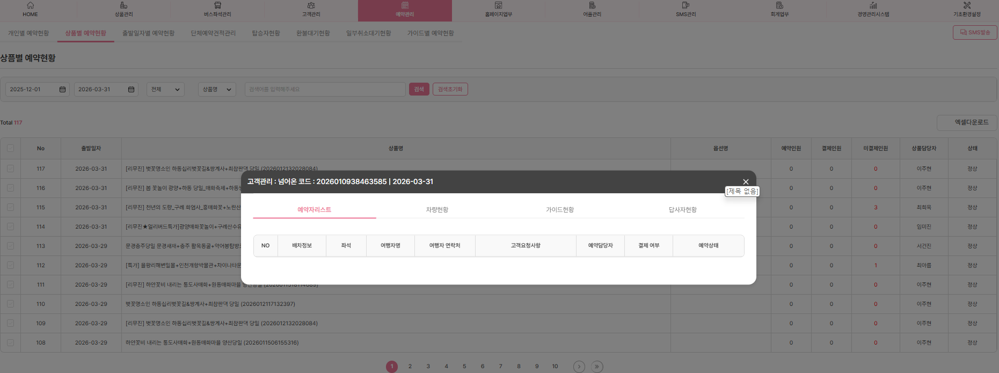 HOME 상품관리 버스좌석관리 고객관리 예약관리 홈페이지업무 어플관리 SMS관리 회계업무 경영관리시스템 기초환경설정
개인별 예약현황 상품별 예약현황 출발일자별 예약현황 단체예약견적관리 탑승자현황 환불대기현황 일부취소대기현황 가이드별 예약현황 SMS발송
상픔별 예약현황
2025-12-01 2026-03-31 전체 상품명 검색어를 입력해주세요 검색 검색초기화
Total 117 엑셀다운로드
No 출발일자 상품명 옵션명 예약인원 결제인원 미결제인원 상품담당자 상태
117 2026-03-31 [리무진] 벚꽃명소인 하동십리벚꽃길&쌍계사+최참판댁 당일 (2026012132028084) 0 0 0 이주현 정상
116 2026-03-31 [리무진] 봄 꽃놀이 광양+하동 당일_매화축제+하동 0 0 0 이주현 정상
115 2026-03-31 [리무진] 천년의 도량_구례 화엄사_홍매화꽃+노란산 0 0 3 최희옥 정상
114 2026-03-31 [리무진★얼리버드특가]광양매화꽃놀이+구례산수유 0 0 0 임미진 정상
113 2026-03-29 문경충주당일 문경새재+충주 활옥동굴+악어봉탐방로 0 0 0 서건진 정상
112 2026-03-29 [특가] 을왕리해변일몰+인천개항박물관+차이나타운 0 0 1 최아름 정상
111 2026-03-29 [리무진] 하얀꽃비 내리는 통도사매화+원동매화마을 양산당일 (2026011518114689) 0 0 0 이주현 정상
110 2026-03-29 벚꽃명소인 하동십리벚꽃길&쌍계사+최참판댁 당일 (2026012117132397) 0 0 0 이주현 정상
109 2026-03-29 [리무진] 벚꽃명소인 하동십리벚꽃길&쌍계사+최참판댁 당일 (2026012132028084) 0 0 0 이주현 정상
108 2026-03-29 하얀꽃비 내리는 통도사매화+원동매화마을 양산당일 (2026011506155316) 0 0 0 이주현 정상
1 2 3 4 5 6 7 8 9 10
고객관리 : 넘어온 코드 : 2026010938463585 | 2026-03-31
[제목 없음]
예약자리스트 차량현황 가이드현황 답사자현황
NO 배차정보 좌석 여행자명 여행자 연락처 고객요청사항 예약담당자 결제 여부 예약상태